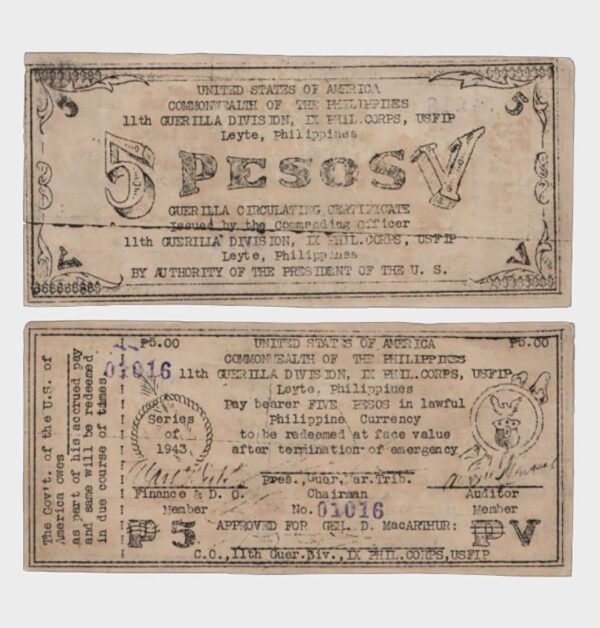 5 5
UNITED STATES OF AMERICA
COMMONWEALTH OF THE PHILIPPINES
11th GUERILLA DIVISION, IX PHIL.CORPS, USFIP
Leyte, Philippines
5 PESOS V
GUERILLA CIRCULATING CERTIFICATE
Issued by the Commanding Officer
11th GUERILLA DIVISION, IX PHIL.CORPS, USFIP
Leyte, Philippines
BY AUTHORITY OF THE PRESIDENT OF THE U. S.
V V
The Gov't. of the U.S. of
America owes
as part of his accrued pay
and same will be redeemed
in due course of times
₱5.00 UNITED STATES OF AMERICA ₱5.00
COMMONWEALTH OF THE PHILIPPINES
01016 11th GUERILLA DIVISION, IX PHIL.CORPS, USFIP
Leyte, Philippines
Pay bearer FIVE PESOS in lawful
Philippine Currency
to be redeemed at face value
after termination of emergency
Series
of
1943
Pres., Guer.War.Trib.
Finance & D. O. Chairman Auditor
Member No. 01016 Member
₱ 5 APPROVED FOR GEN. D. MacARTHUR: ₱ V
C.O., 11th Guer.Div., IX PHIL.CORPS,USFIP